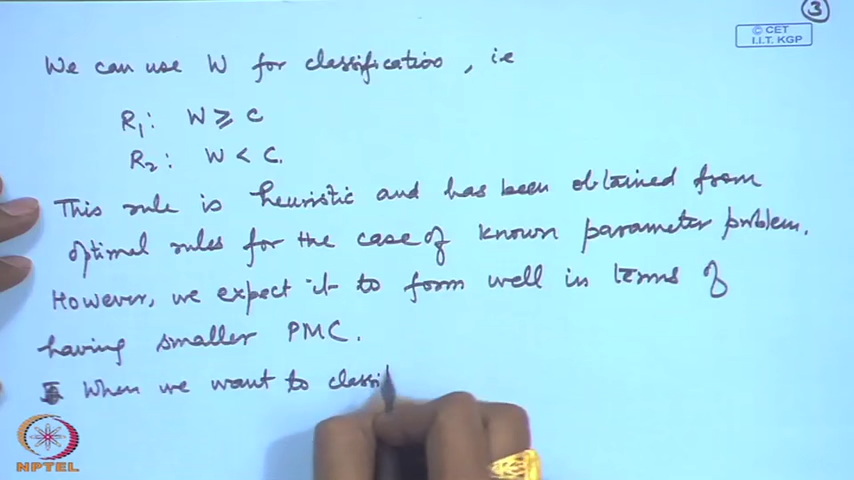 3
© CET
I.I.T. KGP
We can use W for classification, i.e
R₁: W ≥ C
R₂: W < C.
This rule is heuristic and has been obtained from
optimal rules for the case of known parameter problem.
However, we expect it to form well in terms of
having smaller PMC.
When we want to classi
NPTEL